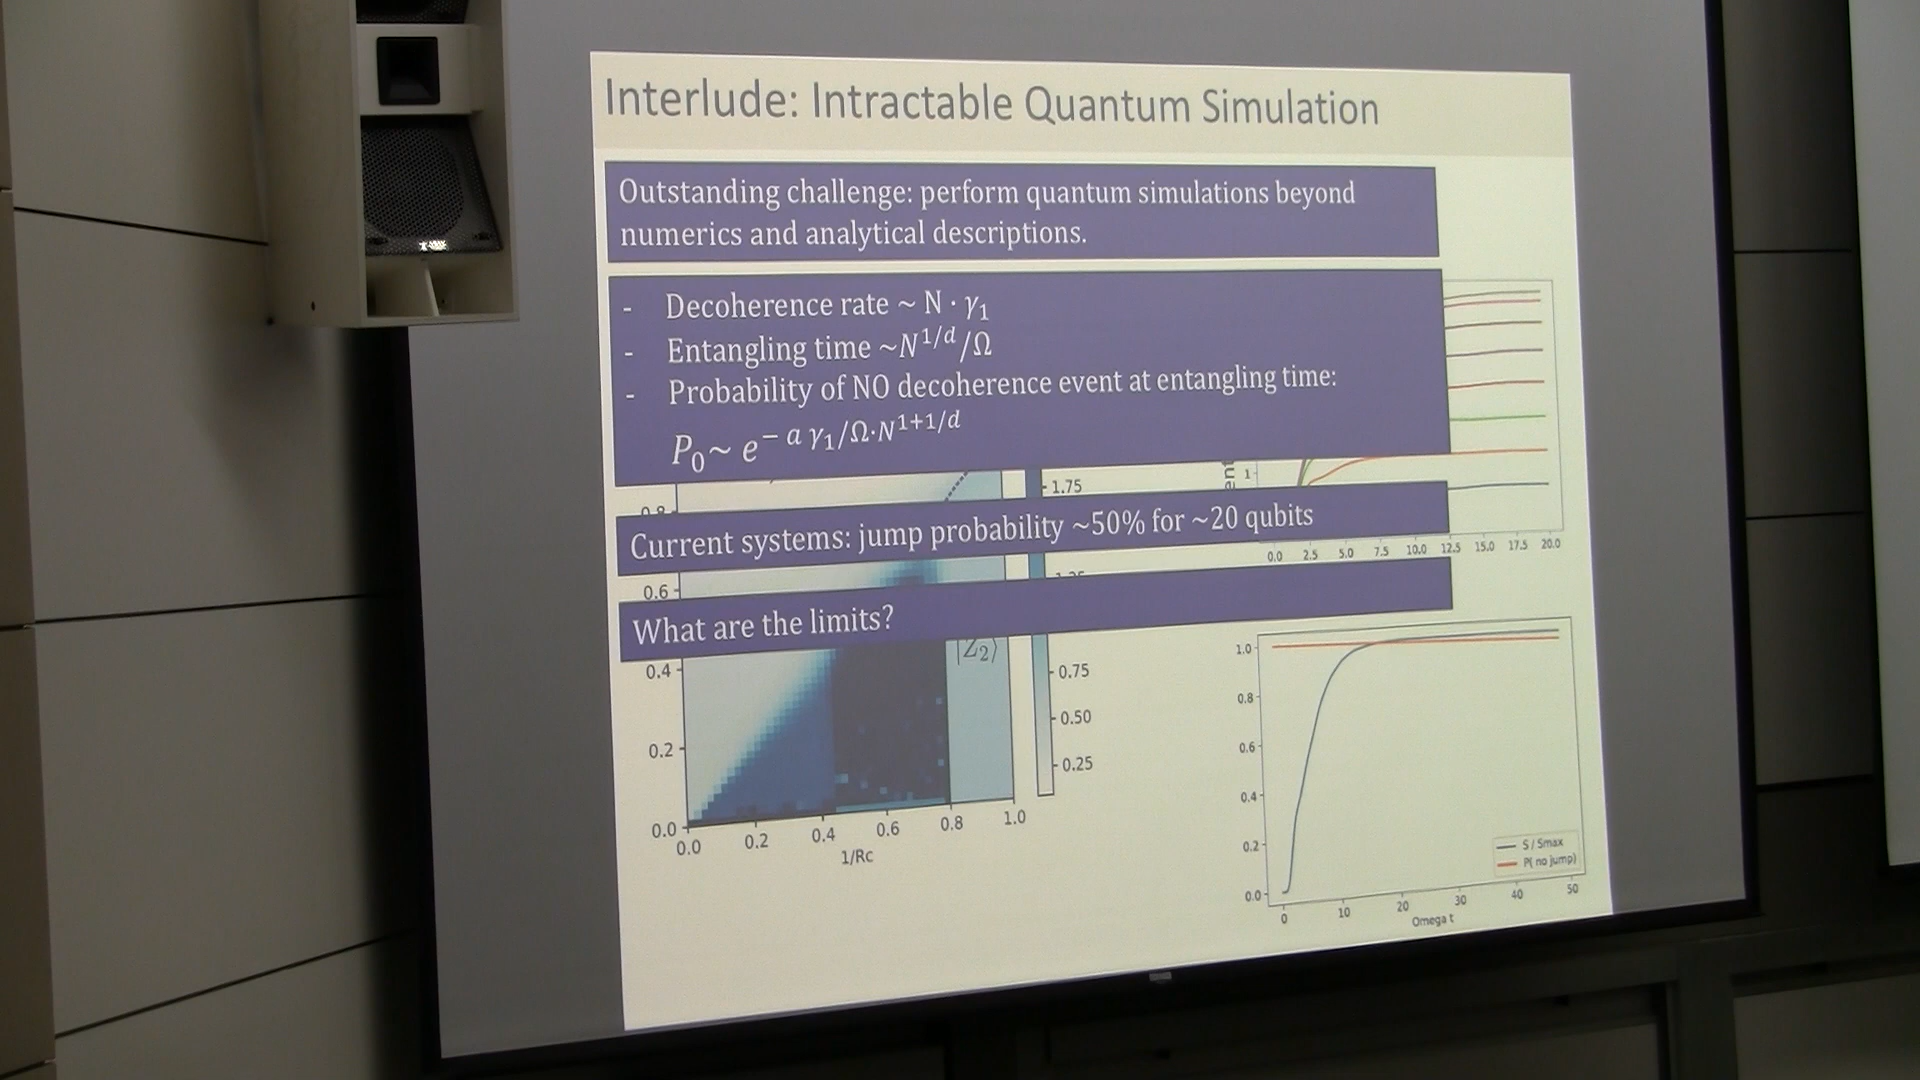 Interlude: Intractable Quantum Simulation
Outstanding challenge: perform quantum simulations beyond
numerics and analytical descriptions.
- Decoherence rate ~ N · γ₁
- Entangling time ~N^{1/d}/Ω
- Probability of NO decoherence event at entangling time:
P₀~ e^{− a γ₁/Ω·N^{1+1/d}}
Current systems: jump probability ~50% for ~20 qubits
What are the limits?
1.75
0.8
0.6
0.4
0.2
0.0
0.0 0.2 0.4 0.6 0.8 1.0
1/Rc
|Z₂⟩
0.75
0.50
0.25
1
0.0 2.5 5.0 7.5 10.0 12.5 15.0 17.5 20.0
1.0
0.8
0.6
0.4
0.2
0.0
S / Smax
P( no jump)
0 10 20 30 40 50
Omega t